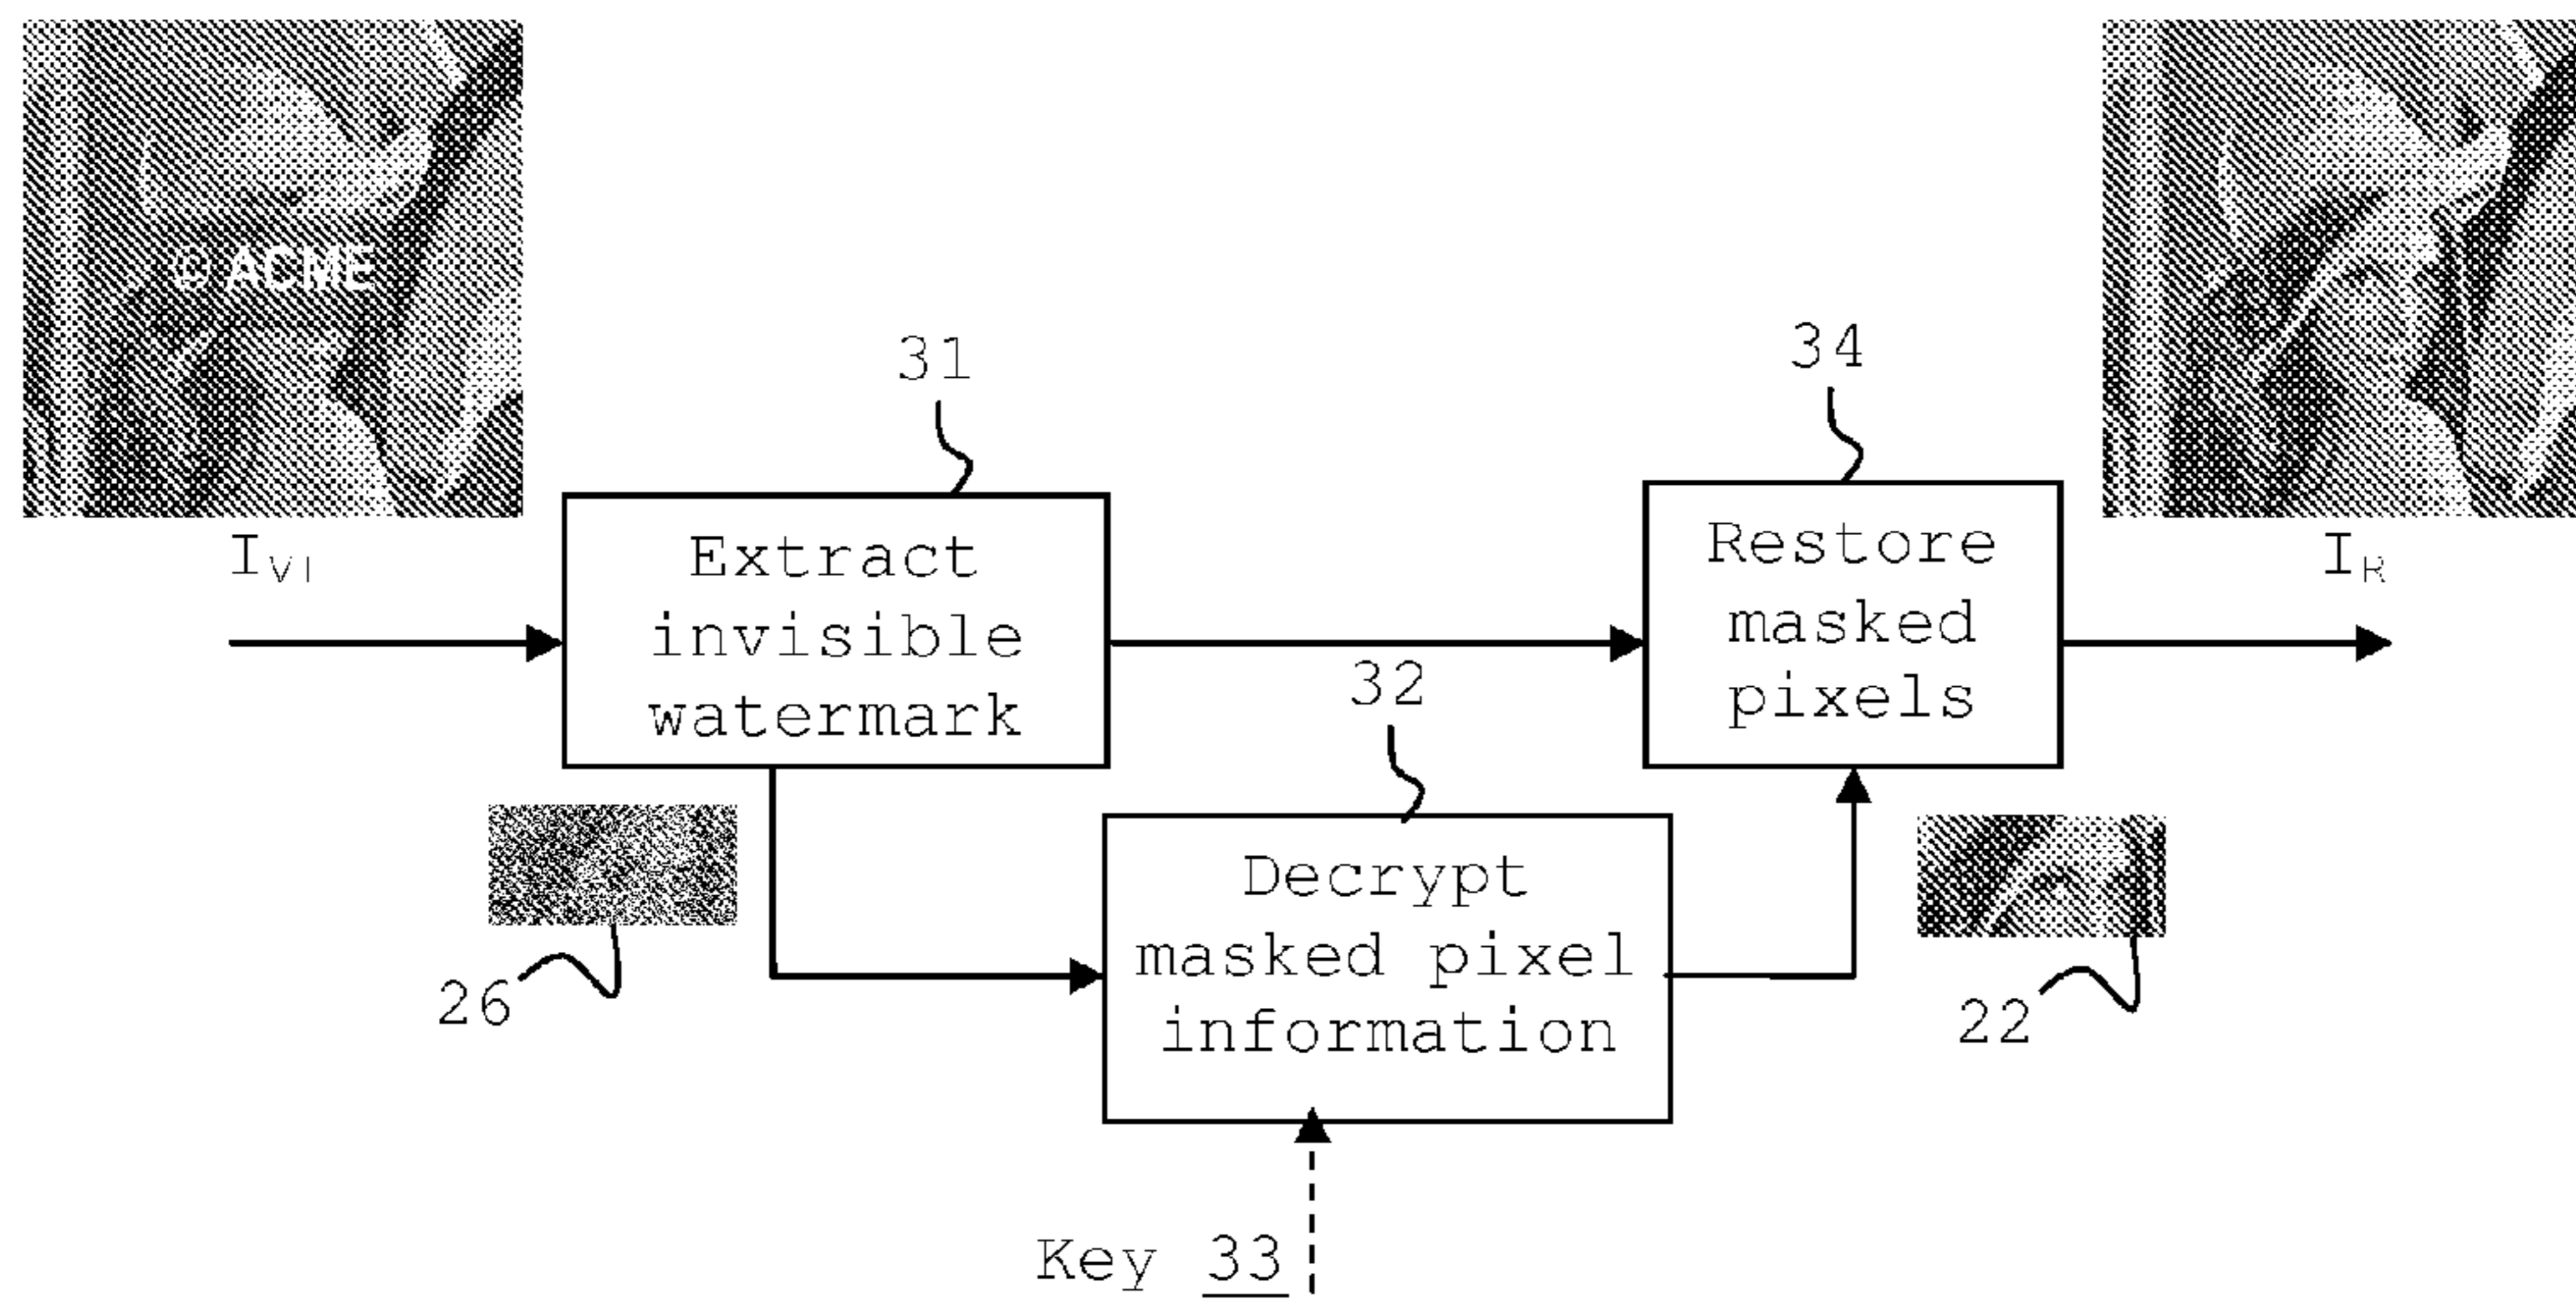 © ACME
I_VI
31
Extract
invisible
watermark
34
Restore
masked
pixels
I_R
32
Decrypt
masked pixel
information
26
22
Key 33